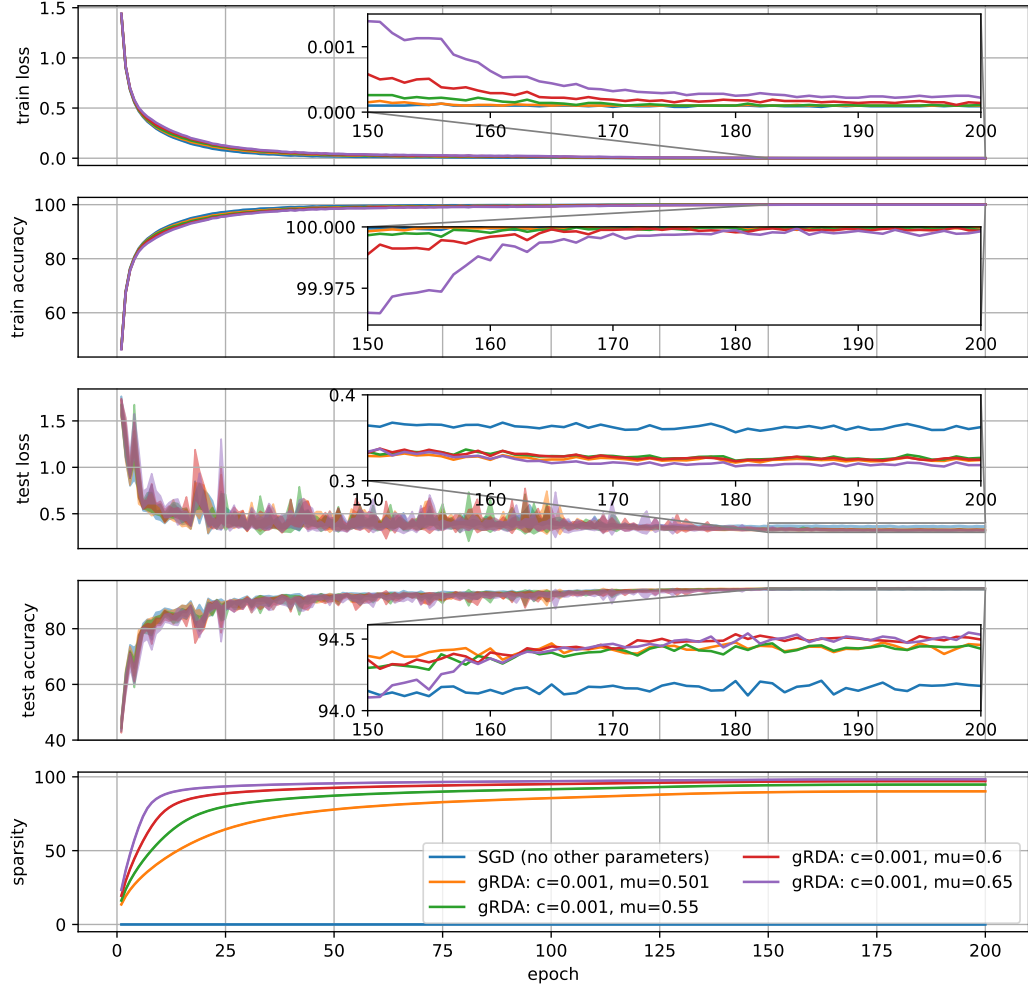 train loss
1.5
1.0
0.5
0.0
0.001
0.000
150 160 170 180 190 200
train accuracy
100
80
60
100.000
99.975
150 160 170 180 190 200
test loss
1.5
1.0
0.5
0.4
0.3
150 160 170 180 190 200
test accuracy
80
60
40
94.5
94.0
150 160 170 180 190 200
sparsity
100
50
0
SGD (no other parameters)
gRDA: c=0.001, mu=0.501
gRDA: c=0.001, mu=0.55
gRDA: c=0.001, mu=0.6
gRDA: c=0.001, mu=0.65
0 25 50 75 100 125 150 175 200
epoch